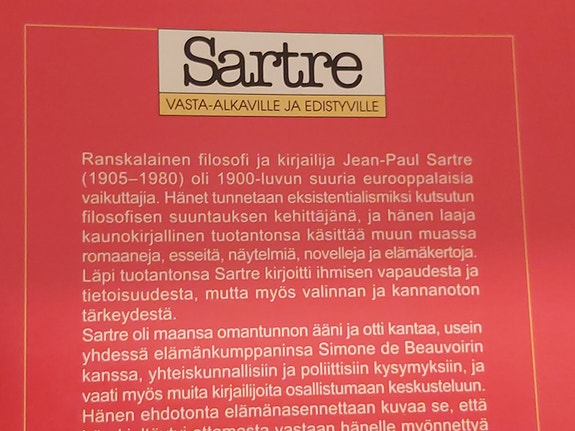 Sartre
VASTA-ALKAVILLE JA EDISTYVILLE
Ranskalainen filosofi ja kirjailija Jean-Paul Sartre
(1905–1980) oli 1900-luvun suuria eurooppalaisia
vaikuttajia. Hänet tunnetaan eksistentialismiksi kutsutun
filosofisen suuntauksen kehittäjänä, ja hänen laaja
kaunokirjallinen tuotantonsa käsittää muun muassa
romaaneja, esseitä, näytelmiä, novelleja ja elämäkertoja.
Läpi tuotantonsa Sartre kirjoitti ihmisen vapaudesta ja
tietoisuudesta, mutta myös valinnan ja kannanoton
tärkeydestä.
Sartre oli maansa omantunnon ääni ja otti kantaa, usein
yhdessä elämänkumppaninsa Simone de Beauvoirin
kanssa, yhteiskunnallisiin ja poliittisiin kysymyksiin, ja
vaati myös muita kirjailijoita osallistumaan keskusteluun.
Hänen ehdotonta elämänasennettaan kuvaa se, että
ottamasta vastaan hänelle myönnettyä